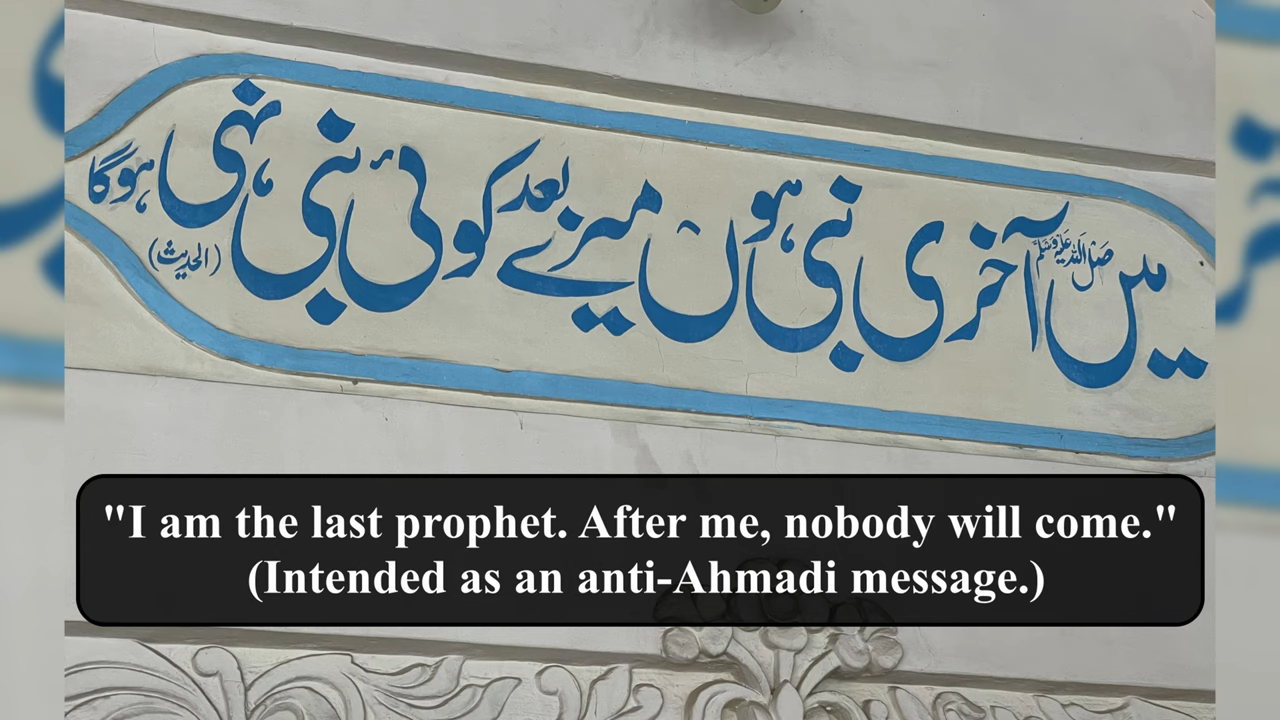 میں صلی اللہ علیہ وسلم آخری نبی ہوں میرے بعد کوئی نبی نہی ہوگا
(الحدیث)
"I am the last prophet. After me, nobody will come."
(Intended as an anti-Ahmadi message.)